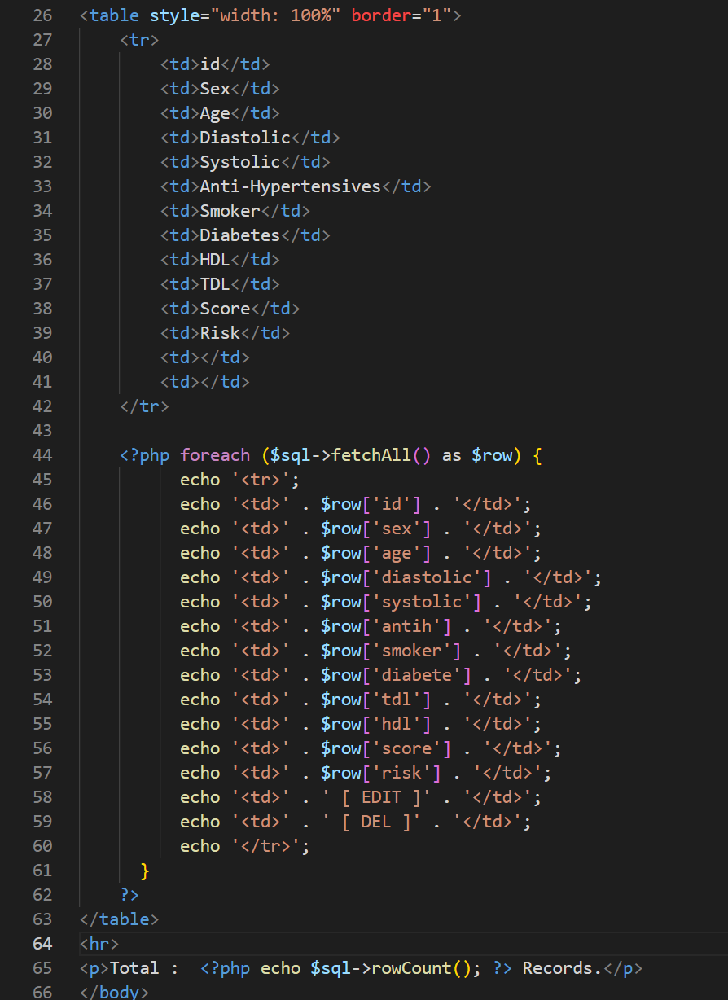 26 <table style="width: 100%" border="1">
27 <tr>
28 <td>id</td>
29 <td>Sex</td>
30 <td>Age</td>
31 <td>Diastolic</td>
32 <td>Systolic</td>
33 <td>Anti-Hypertensives</td>
34 <td>Smoker</td>
35 <td>Diabetes</td>
36 <td>HDL</td>
37 <td>TDL</td>
38 <td>Score</td>
39 <td>Risk</td>
40 <td></td>
41 <td></td>
42 </tr>
43
44 <?php foreach ($sql->fetchAll() as $row) {
45 echo '<tr>';
46 echo '<td>' . $row['id'] . '</td>';
47 echo '<td>' . $row['sex'] . '</td>';
48 echo '<td>' . $row['age'] . '</td>';
49 echo '<td>' . $row['diastolic'] . '</td>';
50 echo '<td>' . $row['systolic'] . '</td>';
51 echo '<td>' . $row['antih'] . '</td>';
52 echo '<td>' . $row['smoker'] . '</td>';
53 echo '<td>' . $row['diabete'] . '</td>';
54 echo '<td>' . $row['tdl'] . '</td>';
55 echo '<td>' . $row['hdl'] . '</td>';
56 echo '<td>' . $row['score'] . '</td>';
57 echo '<td>' . $row['risk'] . '</td>';
58 echo '<td>' . ' [ EDIT ]' . '</td>';
59 echo '<td>' . ' [ DEL ]' . '</td>';
60 echo '</tr>';
61 }
62 ?>
63 </table>
64 <hr>
65 <p>Total :  <?php echo $sql->rowCount(); ?> Records.</p>
66 </body>